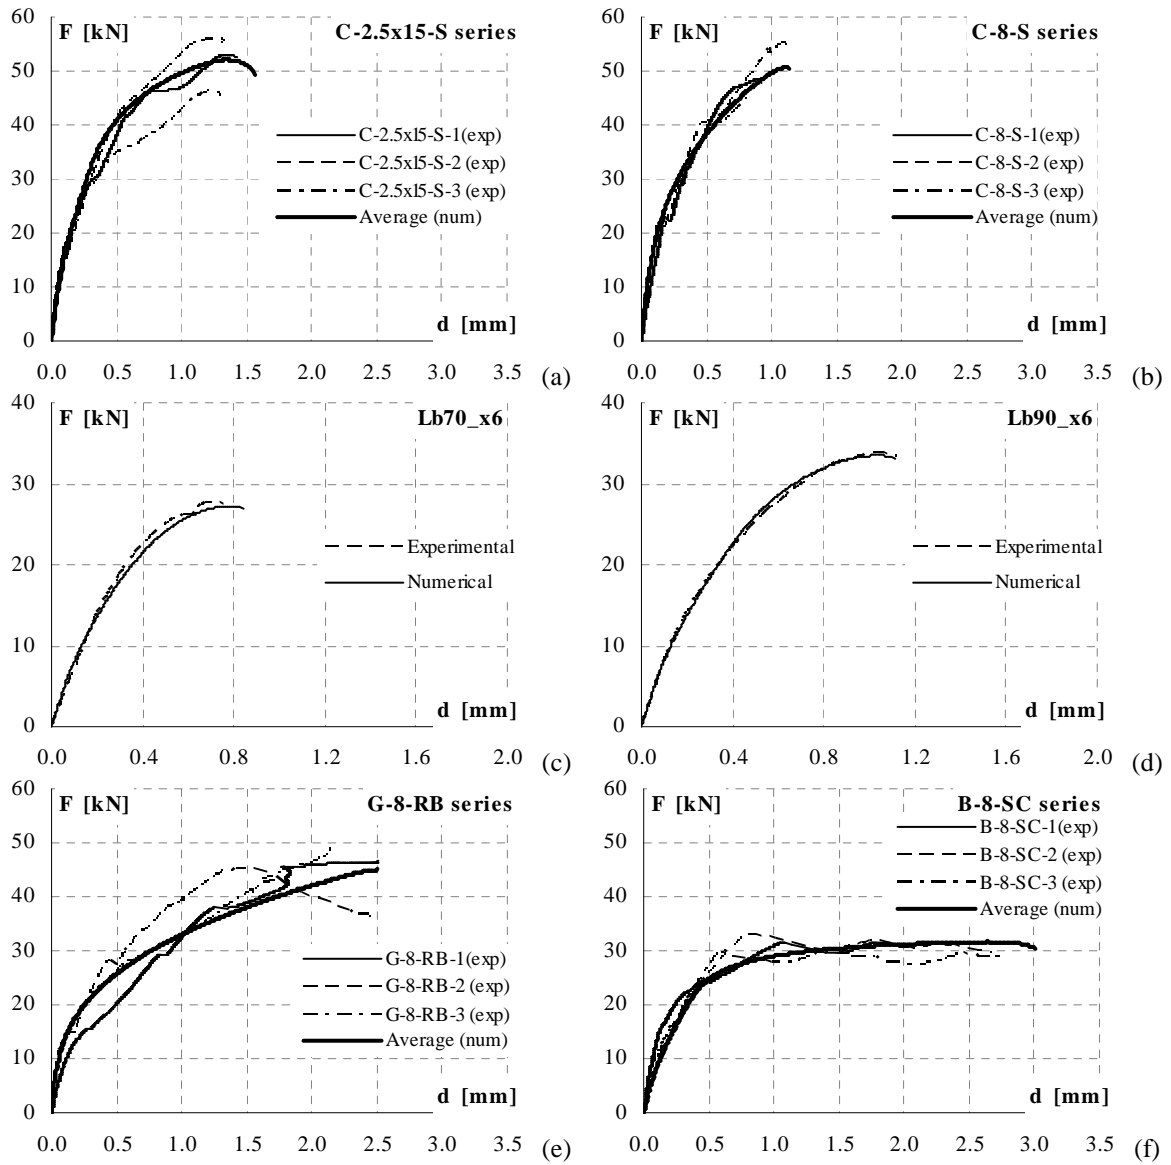 F [kN]
C-2.5x15-S series
60
50
40
30
20
10
0
C-2.5x15-S-1(exp)
C-2.5x15-S-2 (exp)
C-2.5x15-S-3 (exp)
Average (num)
d [mm]
0.0 0.5 1.0 1.5 2.0 2.5 3.0 3.5
(a)
F [kN]
C-8-S series
60
50
40
30
20
10
0
C-8-S-1(exp)
C-8-S-2 (exp)
C-8-S-3 (exp)
Average (num)
d [mm]
0.0 0.5 1.0 1.5 2.0 2.5 3.0 3.5
(b)
F [kN]
Lb70_x6
40
30
20
10
0
Experimental
Numerical
d [mm]
0.0 0.4 0.8 1.2 1.6 2.0
(c)
F [kN]
Lb90_x6
40
30
20
10
0
Experimental
Numerical
d [mm]
0.0 0.4 0.8 1.2 1.6 2.0
(d)
F [kN]
G-8-RB series
60
50
40
30
20
10
0
G-8-RB-1(exp)
G-8-RB-2 (exp)
G-8-RB-3 (exp)
Average (num)
d [mm]
0.0 0.5 1.0 1.5 2.0 2.5 3.0 3.5
(e)
F [kN]
B-8-SC series
60
50
40
30
20
10
0
B-8-SC-1(exp)
B-8-SC-2 (exp)
B-8-SC-3 (exp)
Average (num)
d [mm]
0.0 0.5 1.0 1.5 2.0 2.5 3.0 3.5
(f)